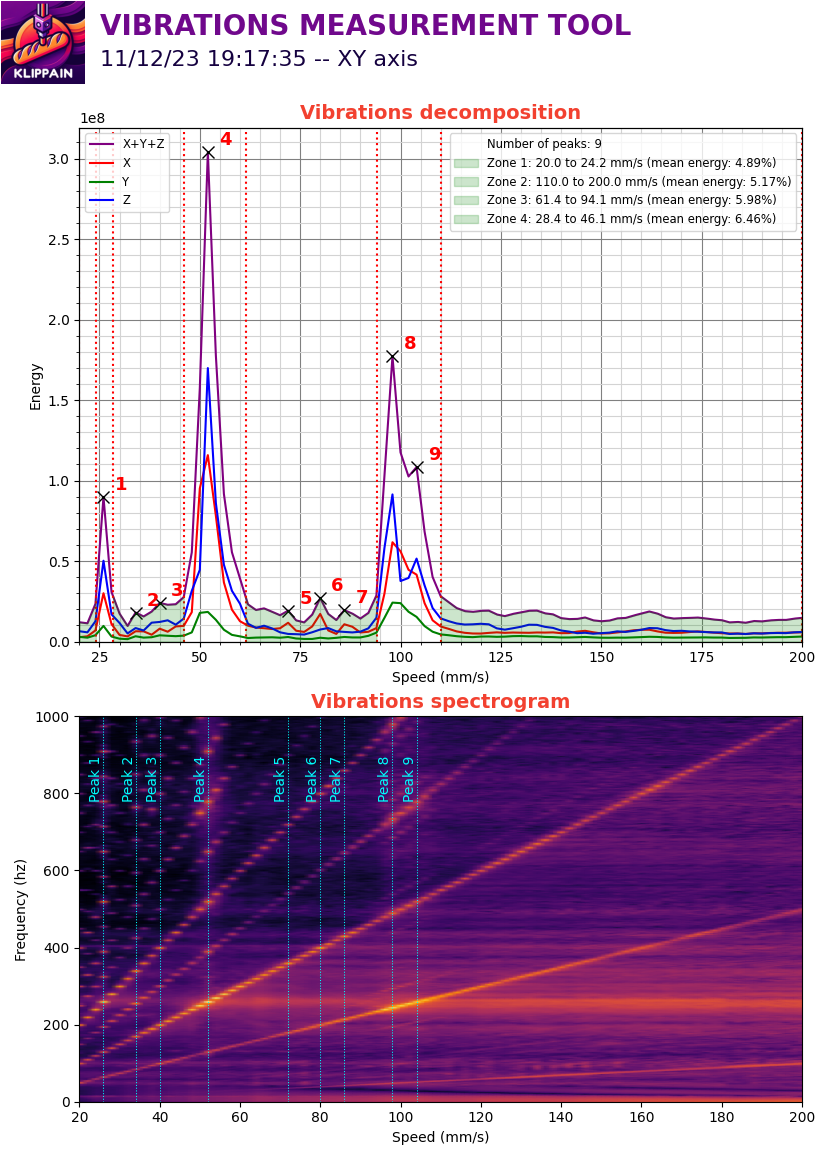 KLIPPAIN
VIBRATIONS MEASUREMENT TOOL
11/12/23 19:17:35 -- XY axis
Vibrations decomposition
1e8
X+Y+Z
X
Y
Z
Number of peaks: 9
Zone 1: 20.0 to 24.2 mm/s (mean energy: 4.89%)
Zone 2: 110.0 to 200.0 mm/s (mean energy: 5.17%)
Zone 3: 61.4 to 94.1 mm/s (mean energy: 5.98%)
Zone 4: 28.4 to 46.1 mm/s (mean energy: 6.46%)
1
2
3
4
5
6
7
8
9
Energy
3.0
2.5
2.0
1.5
1.0
0.5
0.0
25 50 75 100 125 150 175 200
Speed (mm/s)
Vibrations spectrogram
Peak 1
Peak 2
Peak 3
Peak 4
Peak 5
Peak 6
Peak 7
Peak 8
Peak 9
Frequency (hz)
1000
800
600
400
200
0
20 40 60 80 100 120 140 160 180 200
Speed (mm/s)